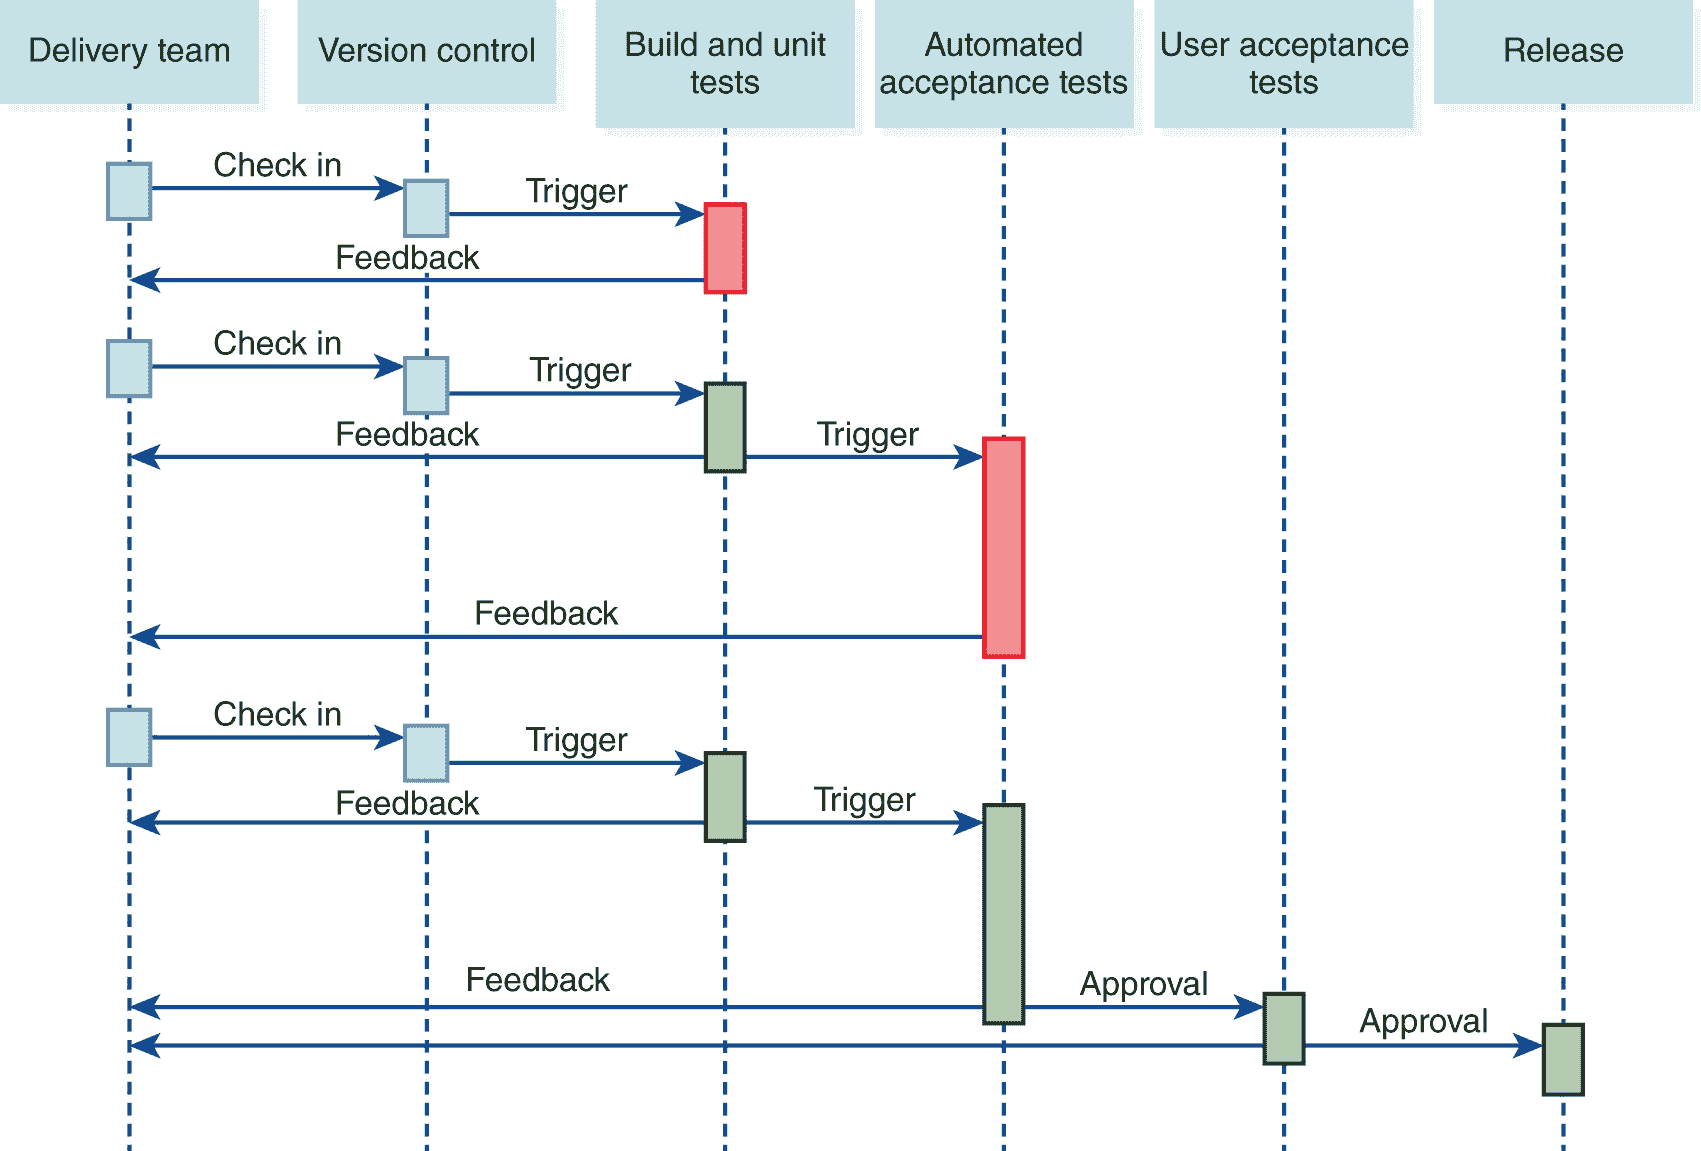 Delivery team
Version control
Build and unit
tests
Automated
acceptance tests
User acceptance
tests
Release
Check in
Trigger
Feedback
Check in
Trigger
Feedback
Trigger
Feedback
Check in
Trigger
Feedback
Trigger
Feedback
Approval
Approval